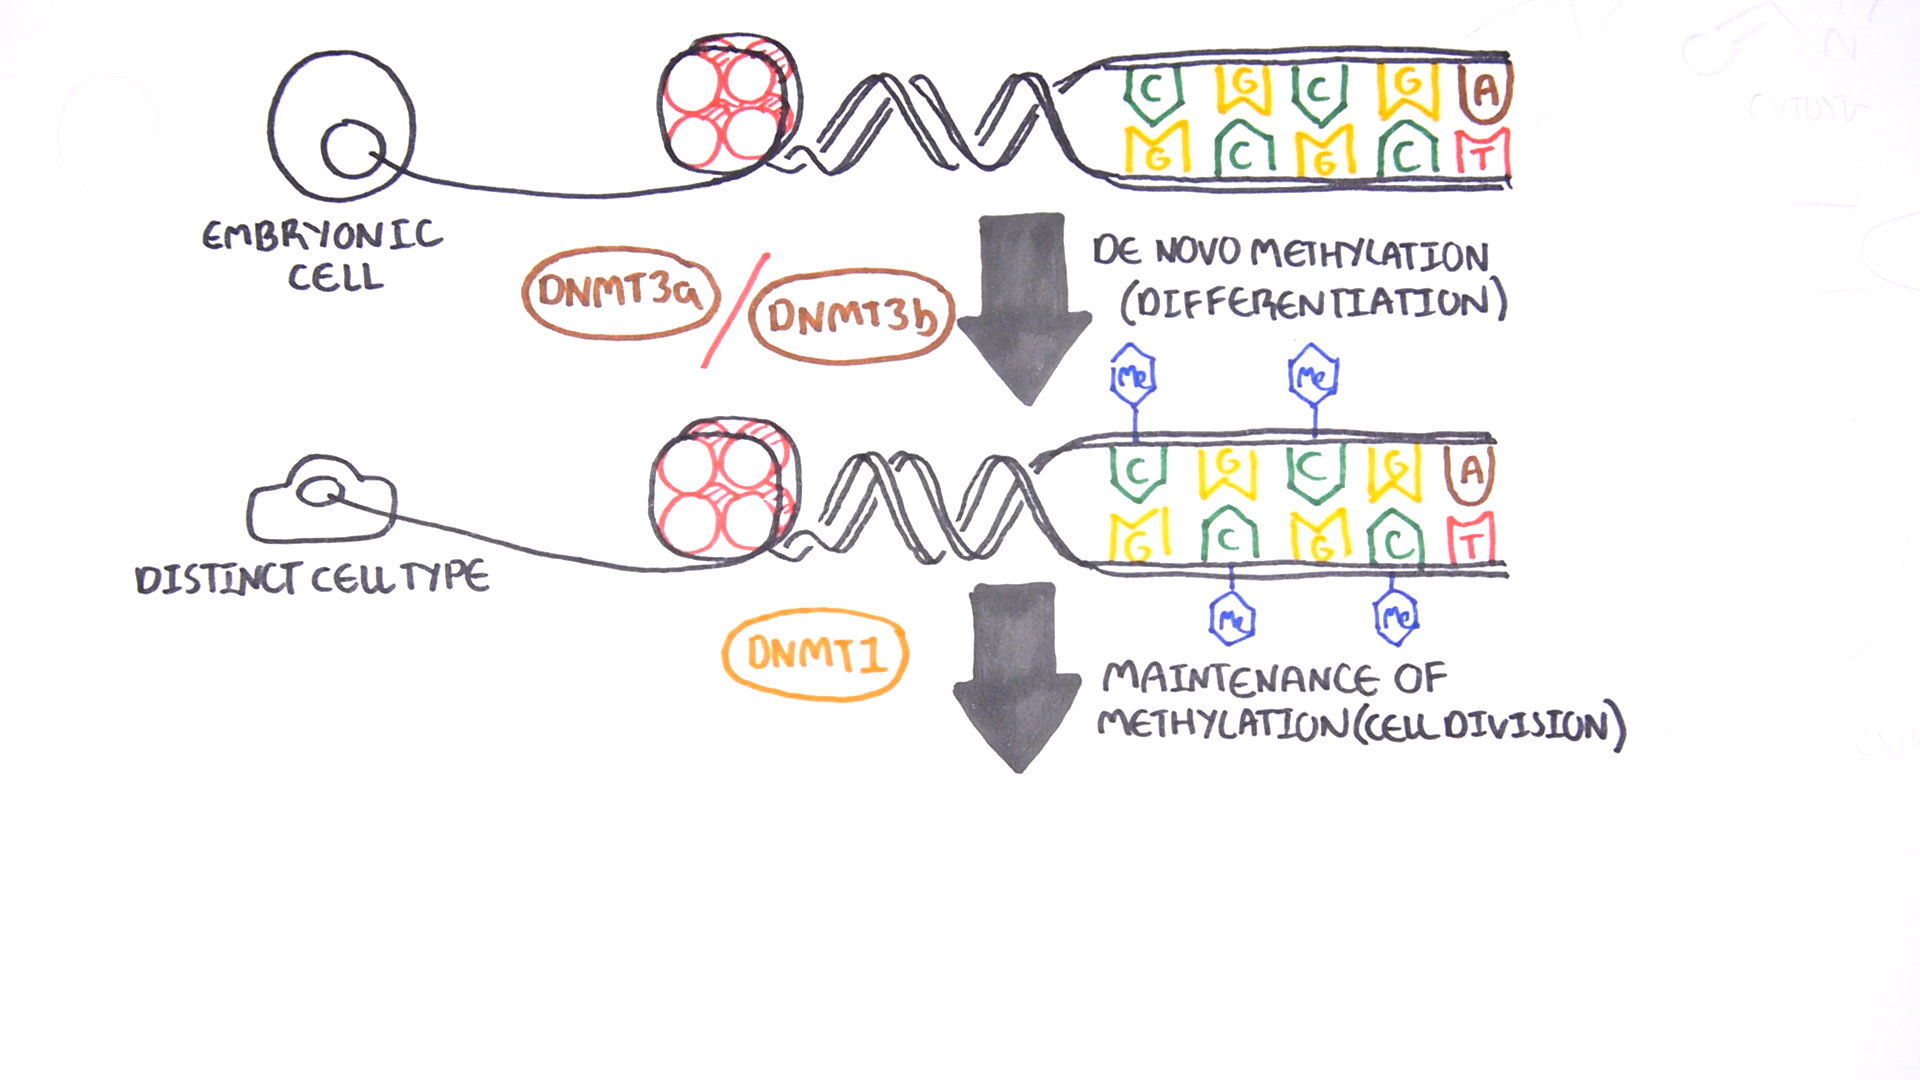 C G C G A
G C G C T
EMBRYONIC
CELL
DNMT3a / DNMT3b
DE NOVO METHYLATION
(DIFFERENTIATION)
Me Me
C G C G A
G C G C T
Me Me
DISTINCT CELL TYPE
DNMT1
MAINTENANCE OF
METHYLATION (CELL DIVISION)